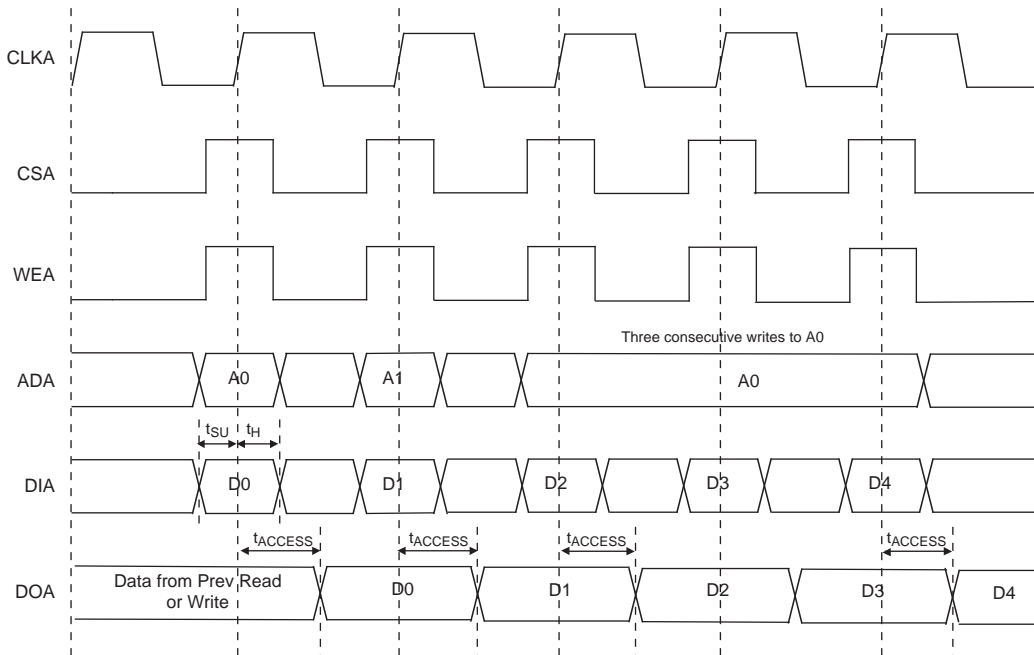 CLKA
CSA
WEA
Three consecutive writes to A0
ADA
A0
A1
A0
tSU
tH
DIA
D0
D1
D2
D3
D4
tACCESS
tACCESS
tACCESS
tACCESS
DOA
Data from Prev Read
or Write
D0
D1
D2
D3
D4